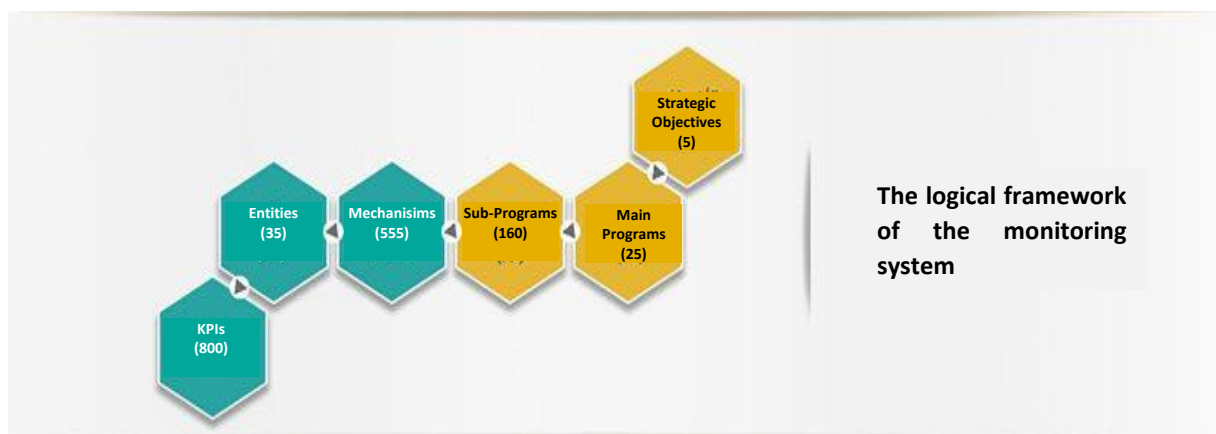 Strategic
Objectives
(5)
Main
Programs
(25)
Sub-Programs
(160)
Mechanisims
(555)
Entities
(35)
KPIs
(800)
The logical framework
of the monitoring
system